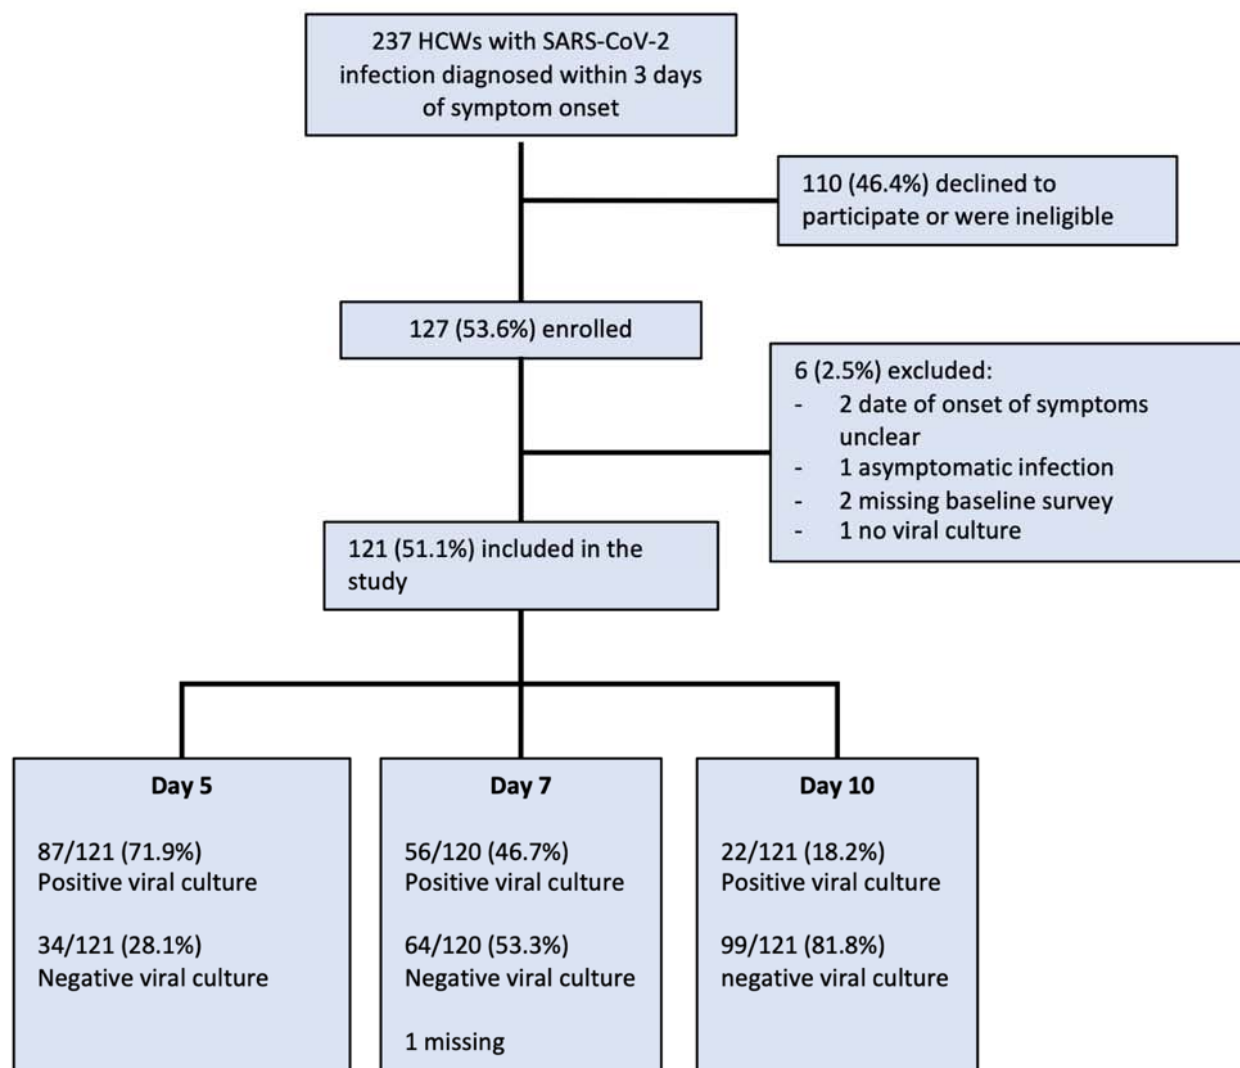 237 HCWs with SARS-CoV-2
infection diagnosed within 3 days
of symptom onset
110 (46.4%) declined to
participate or were ineligible
127 (53.6%) enrolled
6 (2.5%) excluded:
- 2 date of onset of symptoms
unclear
- 1 asymptomatic infection
- 2 missing baseline survey
- 1 no viral culture
121 (51.1%) included in the
study
Day 5
87/121 (71.9%)
Positive viral culture
34/121 (28.1%)
Negative viral culture
Day 7
56/120 (46.7%)
Positive viral culture
64/120 (53.3%)
Negative viral culture
1 missing
Day 10
22/121 (18.2%)
Positive viral culture
99/121 (81.8%)
negative viral culture